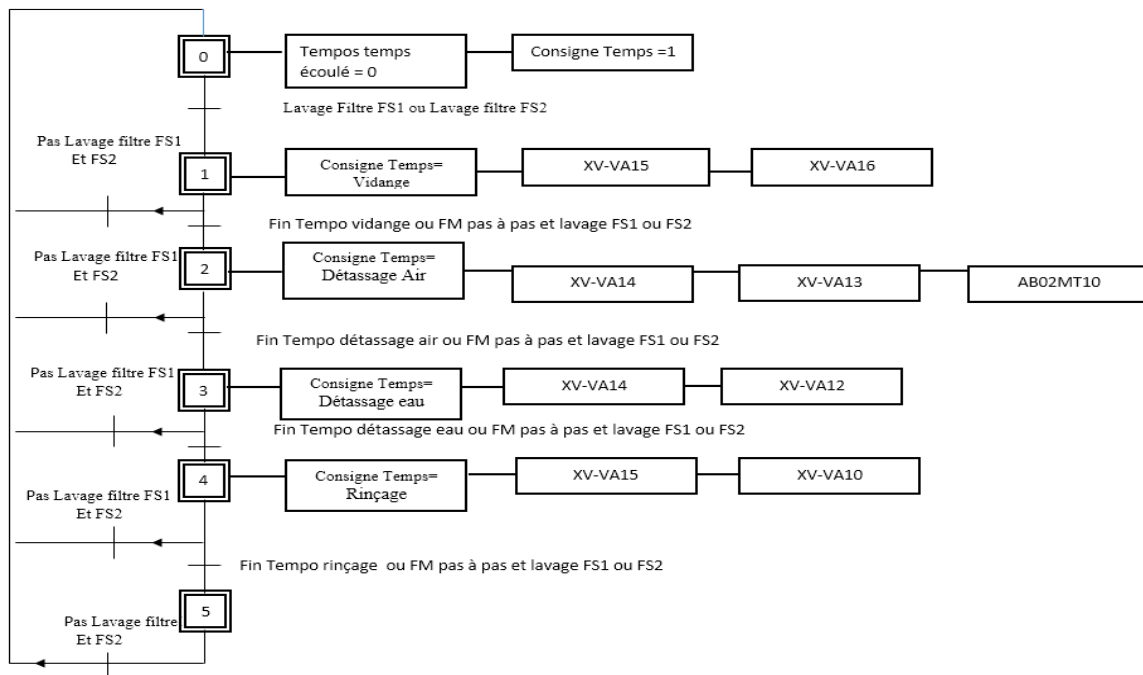 0
Tempos temps
écoulé = 0
Consigne Temps =1
Lavage Filtre FS1 ou Lavage filtre FS2
Pas Lavage filtre FS1
Et FS2
1
Consigne Temps=
Vidange
XV-VA15
XV-VA16
Fin Tempo vidange ou FM pas à pas et lavage FS1 ou FS2
Pas Lavage filtre FS1
Et FS2
2
Consigne Temps=
Détassage Air
XV-VA14
XV-VA13
AB02MT10
Fin Tempo détassage air ou FM pas à pas et lavage FS1 ou FS2
Pas Lavage filtre FS1
Et FS2
3
Consigne Temps=
Détassage eau
XV-VA14
XV-VA12
Fin Tempo détassage eau ou FM pas à pas et lavage FS1 ou FS2
4
Consigne Temps=
Rinçage
XV-VA15
XV-VA10
Pas Lavage filtre FS1
Et FS2
Fin Tempo rinçage ou FM pas à pas et lavage FS1 ou FS2
5
Pas Lavage filtre
Et FS2